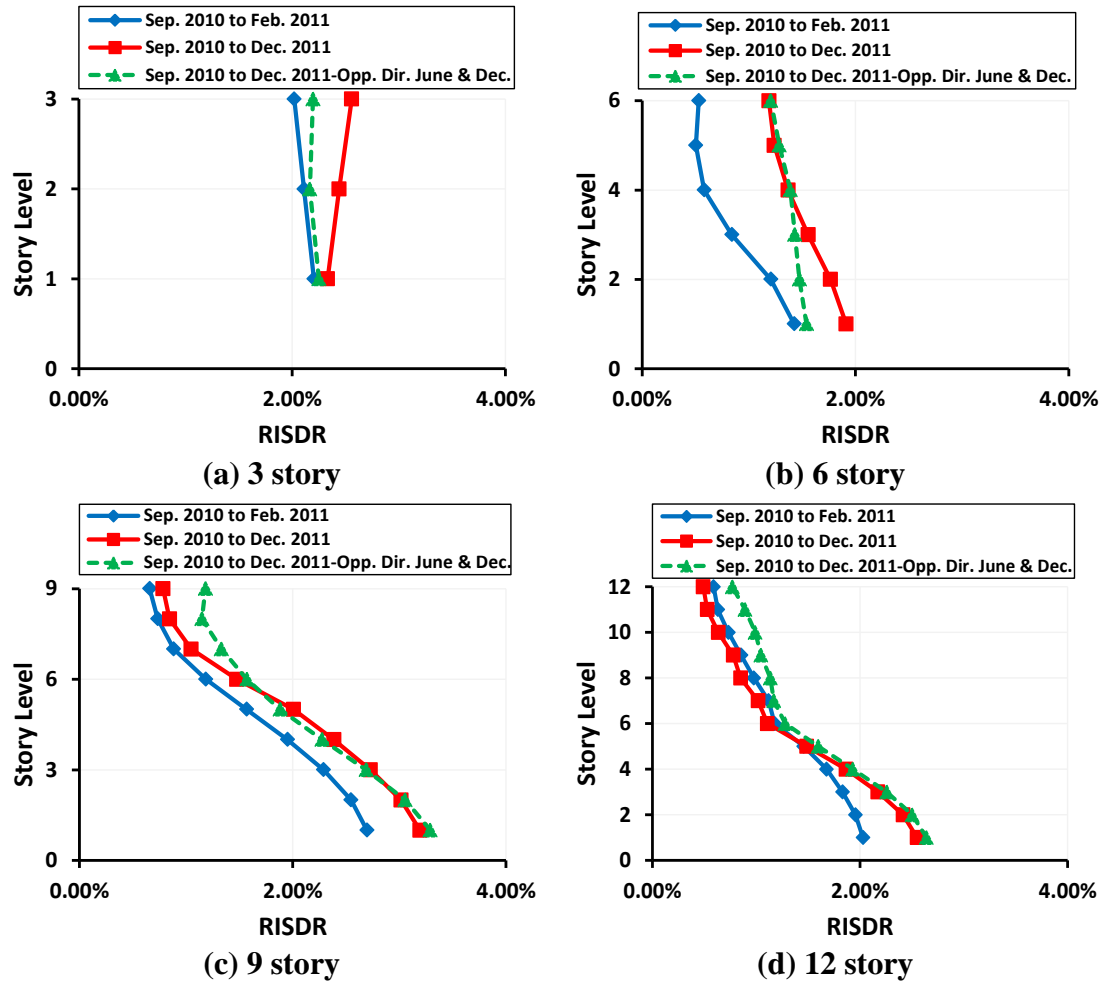 Sep. 2010 to Feb. 2011
Sep. 2010 to Dec. 2011
Sep. 2010 to Dec. 2011-Opp. Dir. June & Dec.
3
2
1
0
Story Level
0.00% 2.00% 4.00%
RISDR
(a) 3 story
Sep. 2010 to Feb. 2011
Sep. 2010 to Dec. 2011
Sep. 2010 to Dec. 2011-Opp. Dir. June & Dec.
6
4
2
0
Story Level
0.00% 2.00% 4.00%
RISDR
(b) 6 story
Sep. 2010 to Feb. 2011
Sep. 2010 to Dec. 2011
Sep. 2010 to Dec. 2011-Opp. Dir. June & Dec.
9
6
3
0
Story Level
0.00% 2.00% 4.00%
RISDR
(c) 9 story
Sep. 2010 to Feb. 2011
Sep. 2010 to Dec. 2011
Sep. 2010 to Dec. 2011-Opp. Dir. June & Dec.
12
10
8
6
4
2
0
Story Level
0.00% 2.00% 4.00%
RISDR
(d) 12 story